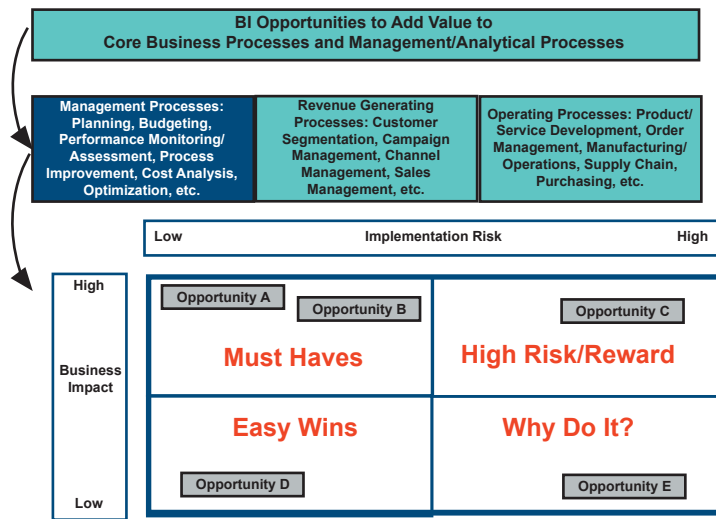 BI Opportunities to Add Value to
Core Business Processes and Management/Analytical Processes
Management Processes:
Planning, Budgeting,
Performance Monitoring/
Assessment, Process
Improvement, Cost Analysis,
Optimization, etc.
Revenue Generating
Processes: Customer
Segmentation, Campaign
Management, Channel
Management, Sales
Management, etc.
Operating Processes: Product/
Service Development, Order
Management, Manufacturing/
Operations, Supply Chain,
Purchasing, etc.
Low Implementation Risk High
High
Business
Impact
Low
Opportunity A
Opportunity B
Must Haves
Opportunity C
High Risk/Reward
Easy Wins
Opportunity D
Why Do It?
Opportunity E